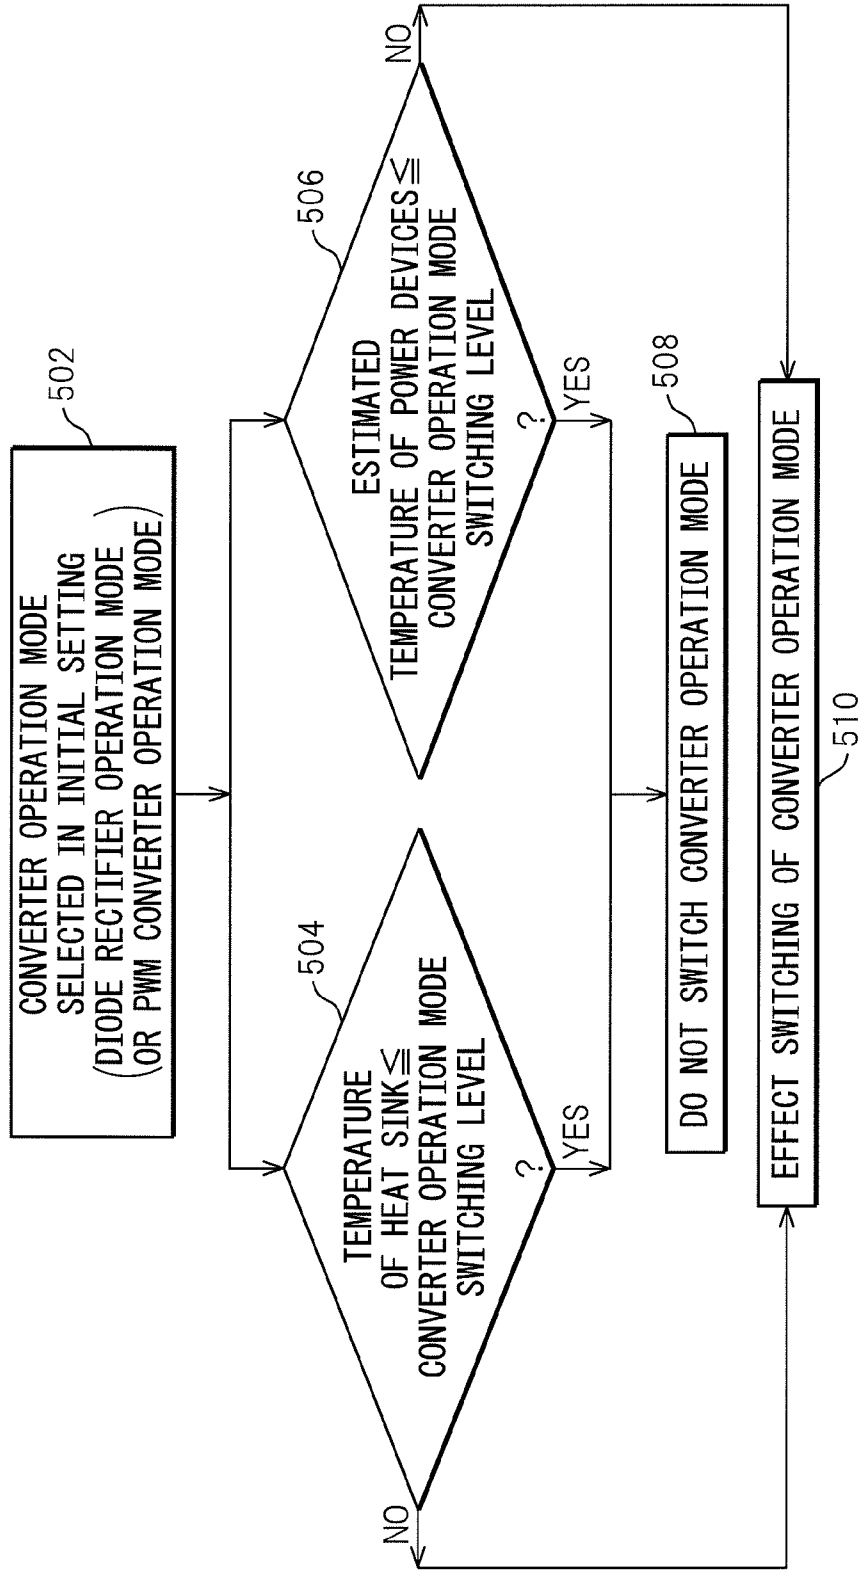 CONVERTER OPERATION MODE
SELECTED IN INITIAL SETTING
(DIODE RECTIFIER OPERATION MODE
OR PWM CONVERTER OPERATION MODE)
502
TEMPERATURE
OF HEAT SINK≦
CONVERTER OPERATION MODE
SWITCHING LEVEL
?
504
NO
YES
ESTIMATED
TEMPERATURE OF POWER DEVICES≦
CONVERTER OPERATION MODE
SWITCHING LEVEL
?
506
NO
YES
DO NOT SWITCH CONVERTER OPERATION MODE
508
EFFECT SWITCHING OF CONVERTER OPERATION MODE
510